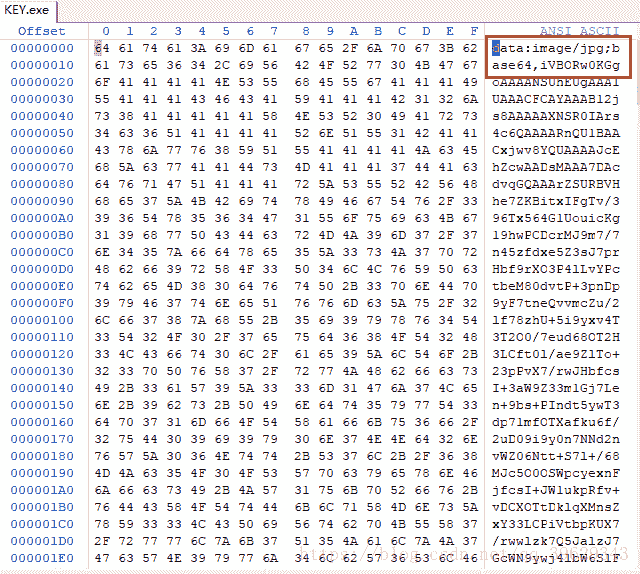 KEY.exe
Offset 0 1 2 3 4 5 6 7 8 9 A B C D E F ANSI ASCII
00000000 64 61 74 61 3A 69 6D 61 67 65 2F 6A 70 67 3B 62 data:image/jpg;b
00000010 61 73 65 36 34 2C 69 56 42 4F 52 77 30 4B 47 67 ase64,iVBORw0KGg
00000020 6F 41 41 41 41 4E 53 55 68 45 55 67 41 41 41 49 oAAAANSUhEUgAAAI
00000030 55 41 41 41 43 46 43 41 59 41 41 41 42 31 32 6A UAAACFCAYAAAB12j
00000040 73 38 41 41 41 41 41 58 4E 53 52 30 49 41 72 73 s8AAAAAXNSR0IArs
00000050 34 63 36 51 41 41 41 41 52 6E 51 55 31 42 41 41 4c6QAAAARnQU1BAA
00000060 43 78 6A 77 76 38 59 51 55 41 41 41 41 4A 63 45 Cxjwv8YQUAAAAJcE
00000070 68 5A 63 77 41 41 44 73 4D 41 41 41 37 44 41 63 hZcwAADsMAAA7DAc
00000080 64 76 71 47 51 41 41 41 72 5A 53 55 52 42 56 48 dvqGQAAArZSURBVH
00000090 68 65 37 5A 4B 42 69 74 78 49 46 67 54 76 2F 33 he7ZKBitxIFgTv/3
000000A0 39 36 54 78 35 36 34 47 31 55 6F 75 69 63 4B 67 96Tx564G1UouicKg
000000B0 31 39 68 77 50 43 44 63 72 4D 4A 39 6D 37 2F 37 19hwPCDcrMJ9m7/7
000000C0 6E 34 35 7A 66 64 78 65 35 5A 33 73 4A 37 70 72 n45zfdxe5Z3sJ7pr
000000D0 48 62 66 39 72 58 4F 33 50 34 6C 4C 76 59 50 63 Hbf9rXO3P4lLvYPc
000000E0 74 62 65 4D 38 30 64 76 74 50 2B 33 70 6E 44 70 tbeM80dvtP+3pnDp
000000F0 39 79 46 37 74 6E 65 51 76 76 6D 63 5A 75 2F 32 9yF7tneQvvmcZu/2
00000100 6C 66 37 38 7A 68 55 2B 35 69 39 79 78 76 34 54 lf78zhU+5i9yxv4T
00000110 33 54 32 4F 30 2F 37 65 75 64 36 38 4F 54 32 48 3T2O0/7eud68OT2H
00000120 33 4C 43 66 74 30 6C 2F 61 65 39 5A 6C 54 6F 2B 3LCft0l/ae9ZlTo+
00000130 32 33 70 50 76 58 37 2F 72 77 4A 48 62 66 63 73 23pPvX7/rwJHbfcs
00000140 49 2B 33 61 57 39 5A 33 33 6D 31 47 6A 37 4C 65 I+3aW9Z33m1Gj7Le
00000150 6E 2B 39 62 73 2B 50 49 6E 64 74 35 79 77 54 33 n+9bs+PIndt5ywT3
00000160 64 70 37 31 6D 66 4F 54 58 61 66 6B 75 36 66 2F dp71mfOTXafku6f/
00000170 32 75 44 30 39 69 39 79 30 6E 37 4E 4E 64 32 6E 2uD09i9y0n7NNd2n
00000180 76 57 5A 30 36 4E 74 74 2B 53 37 6C 2B 2F 36 38 vWZ06Ntt+S7l+/68
00000190 4D 4A 63 35 4F 30 4F 53 57 70 63 79 65 78 6E 46 MJc5O0OSWpcyexnF
000001A0 6A 66 63 73 49 2B 4A 57 31 75 6B 70 52 66 76 2B jfcsI+JW1ukpRfv+
000001B0 76 44 43 58 4F 54 74 44 6B 6C 71 58 4D 6E 73 5A vDCXOTtDklqXMnsZ
000001C0 78 59 33 33 4C 43 50 69 56 74 62 70 4B 55 58 37 xY33LCPiVtbpKUX7
000001D0 2F 72 77 77 6C 7A 6B 37 51 35 4A 61 6C 7A 4A 37 /rwwlzk7Q5JalzJ7
000001E0 47 63 57 4E 39 79 77 6A 34 6C 62 57 36 53 6C 46 GcWN9ywj4lbW6SlF